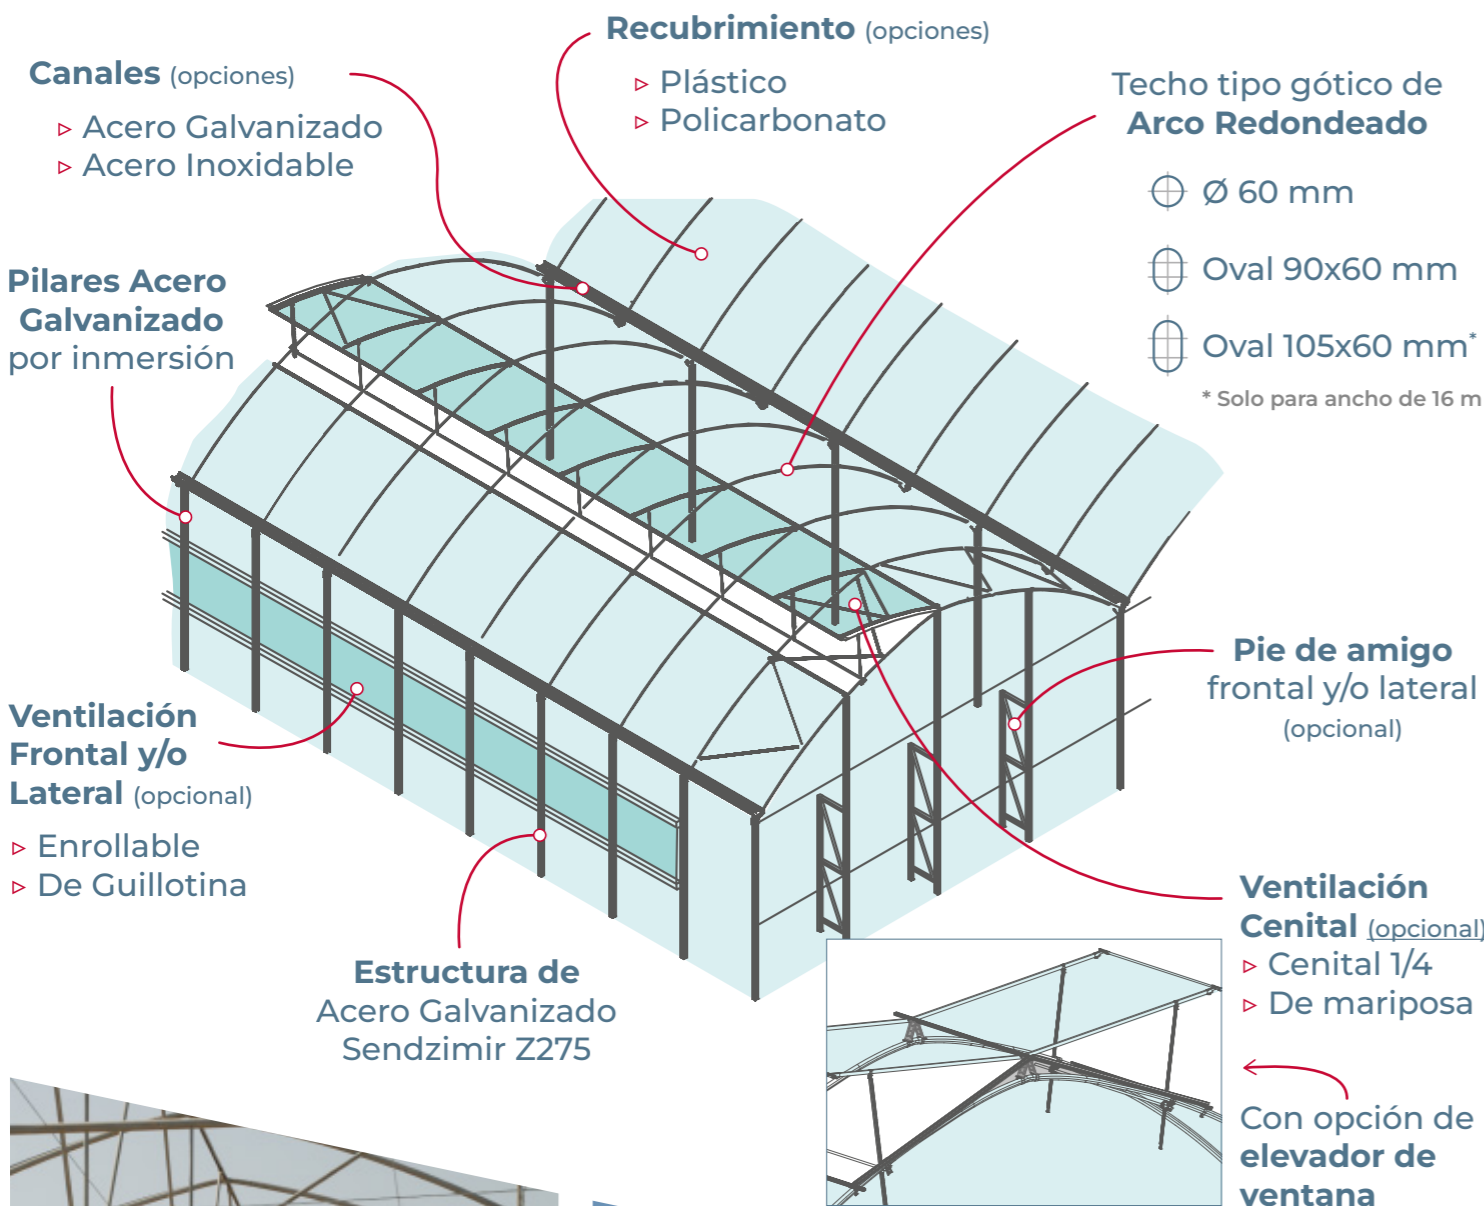 Recubrimiento (opciones)
▹ Plástico
▹ Policarbonato
Canales (opciones)
▹ Acero Galvanizado
▹ Acero Inoxidable
Techo tipo gótico de
Arco Redondeado
Ø 60 mm
Oval 90x60 mm
Oval 105x60 mm*
* Solo para ancho de 16 m
Pilares Acero
Galvanizado
por inmersión
Pie de amigo
frontal y/o lateral
(opcional)
Ventilación
Frontal y/o
Lateral (opcional)
▹ Enrollable
▹ De Guillotina
Estructura de
Acero Galvanizado
Sendzimir Z275
Ventilación
Cenital (opcional)
▹ Cenital 1/4
▹ De mariposa
Con opción de
elevador de
ventana